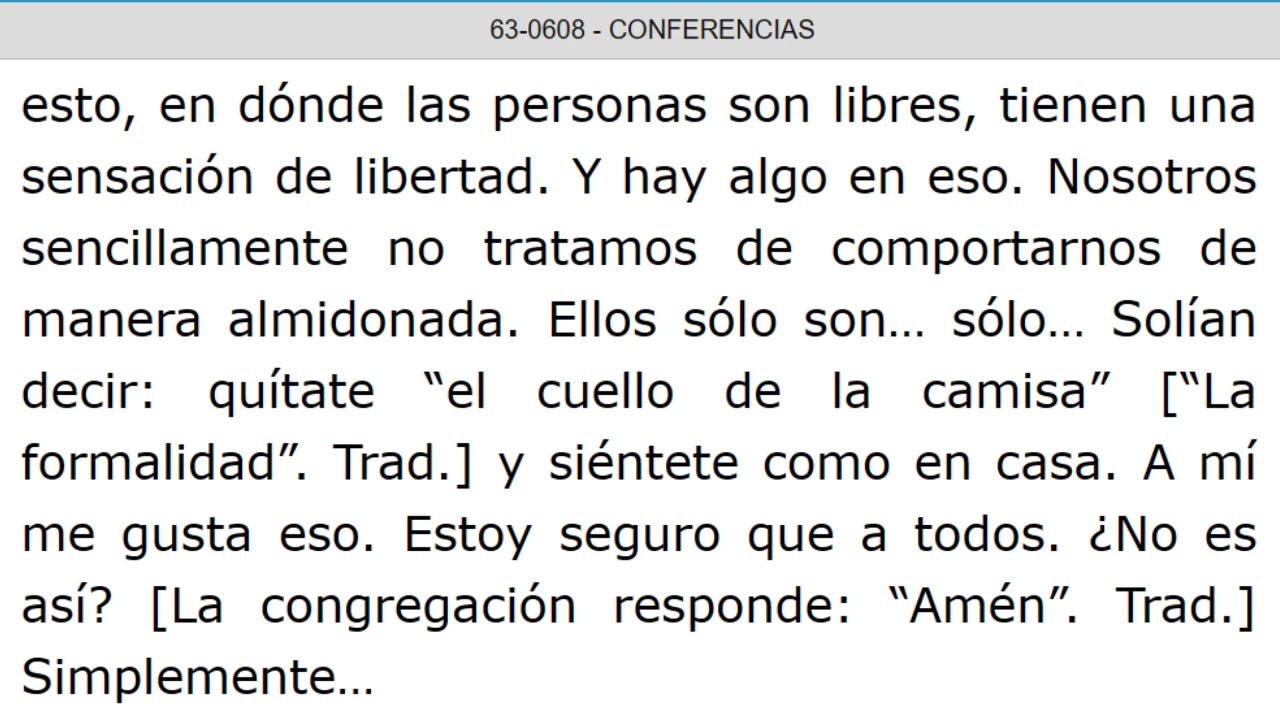 63-0608 - CONFERENCIAS
esto, en dónde las personas son libres, tienen una
sensación de libertad. Y hay algo en eso. Nosotros
sencillamente no tratamos de comportarnos de
manera almidonada. Ellos sólo son… sólo… Solían
decir: quítate “el cuello de la camisa” [“La
formalidad”. Trad.] y siéntete como en casa. A mí
me gusta eso. Estoy seguro que a todos. ¿No es
así? [La congregación responde: “Amén”. Trad.]
Simplemente…